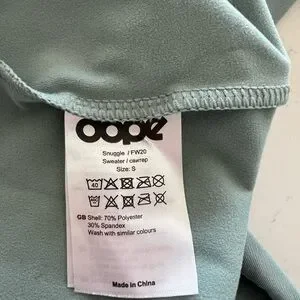 oope
Snuggle / FW20
Sweater / свитер
Size: S
40
GB Shell: 70% Polyester
30% Spandex
Wash with similar colours
Made in China